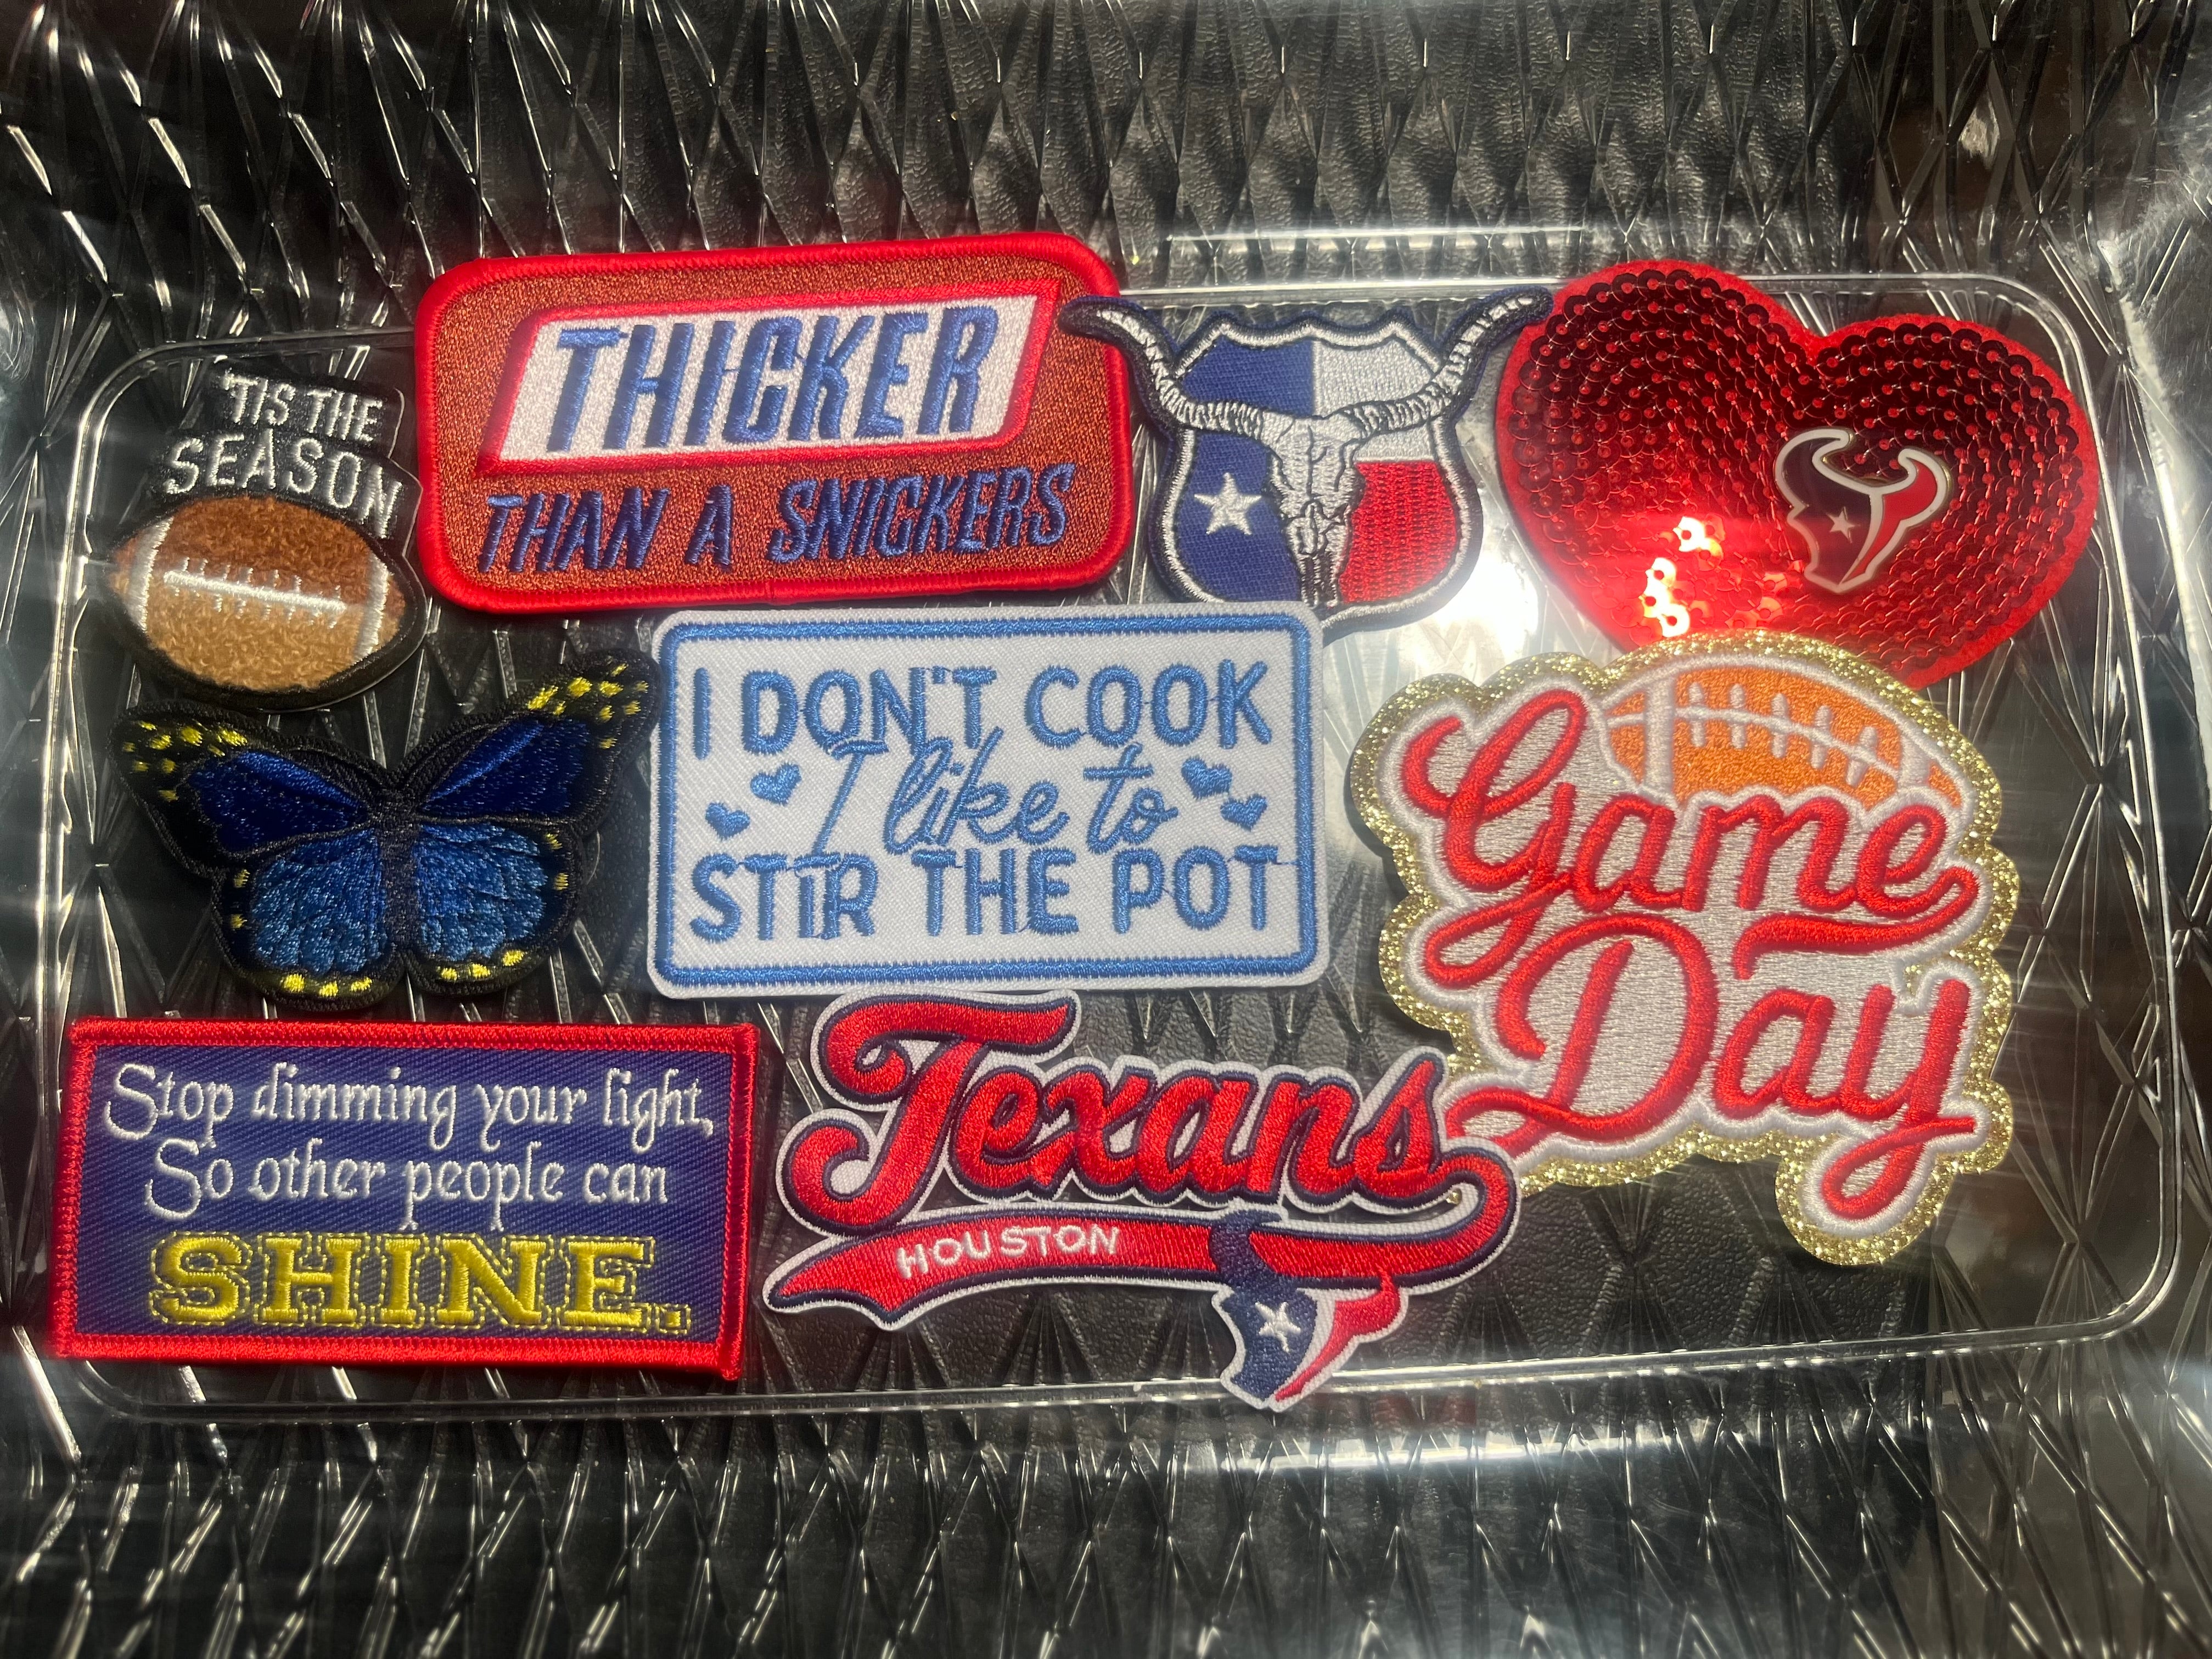 'TIS THE
SEASON
THICKER
THAN A SNICKERS
I DON'T COOK
I like to
STIR THE POT
Game
Day
Stop dimming your light,
So other people can
SHINE.
Texans
HOUSTON